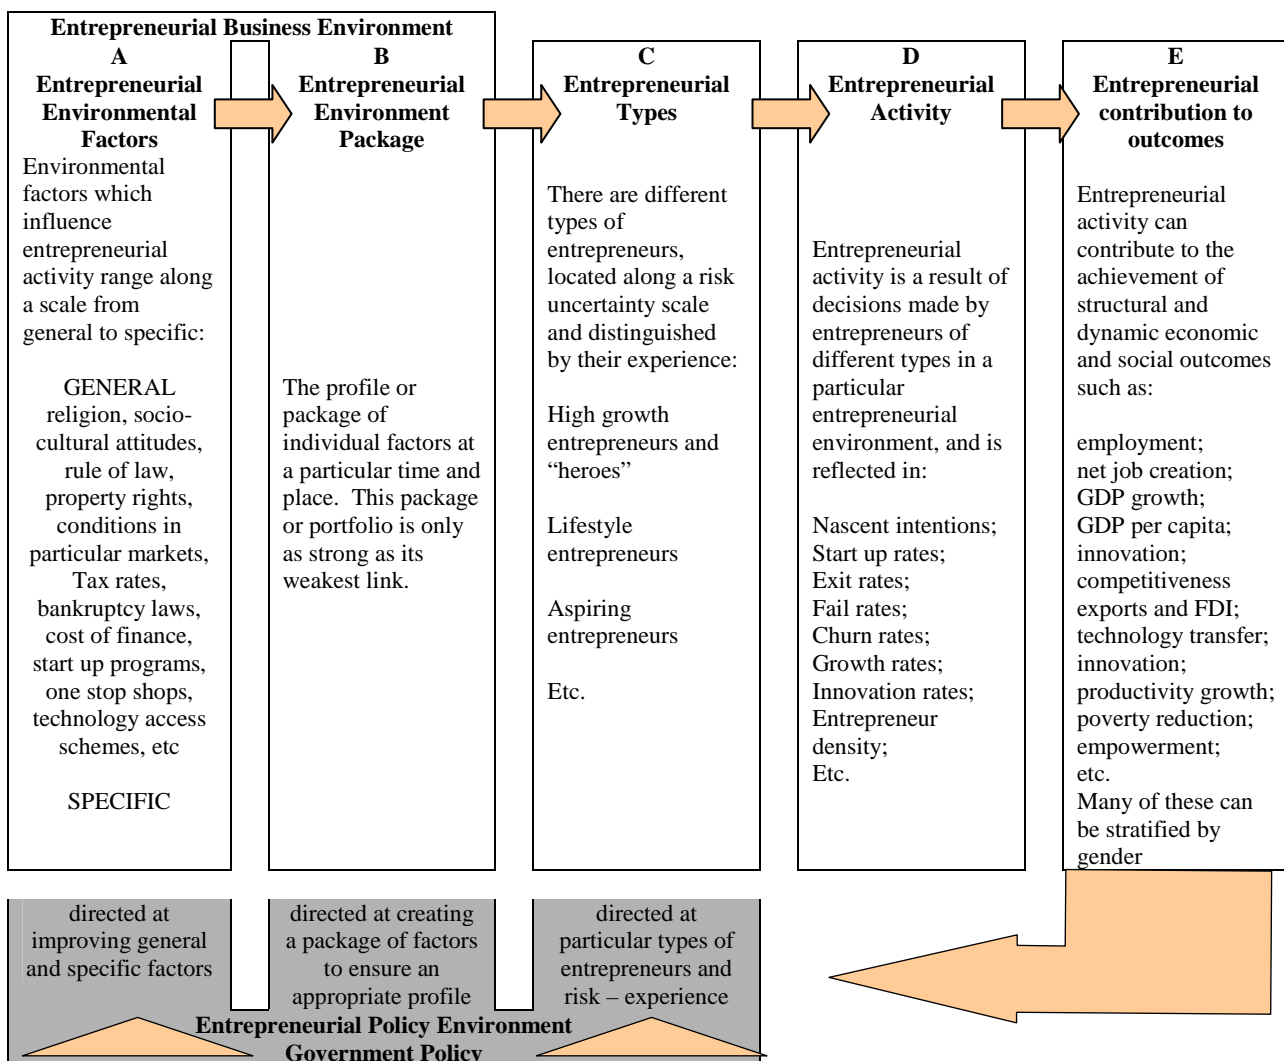 Entrepreneurial Business Environment
A
Entrepreneurial
Environmental
Factors
Environmental
factors which
influence
entrepreneurial
activity range along
a scale from
general to specific:
GENERAL
religion, socio-
cultural attitudes,
rule of law,
property rights,
conditions in
particular markets,
Tax rates,
bankruptcy laws,
cost of finance,
start up programs,
one stop shops,
technology access
schemes, etc
SPECIFIC
B
Entrepreneurial
Environment
Package
The profile or
package of
individual factors at
a particular time and
place. This package
or portfolio is only
as strong as its
weakest link.
C
Entrepreneurial
Types
There are different
types of
entrepreneurs,
located along a risk
uncertainty scale
and distinguished
by their experience:
High growth
entrepreneurs and
“heroes”
Lifestyle
entrepreneurs
Aspiring
entrepreneurs
Etc.
D
Entrepreneurial
Activity
Entrepreneurial
activity is a result of
decisions made by
entrepreneurs of
different types in a
particular
entrepreneurial
environment, and is
reflected in:
Nascent intentions;
Start up rates;
Exit rates;
Fail rates;
Churn rates;
Growth rates;
Innovation rates;
Entrepreneur
density;
Etc.
E
Entrepreneurial
contribution to
outcomes
Entrepreneurial
activity can
contribute to the
achievement of
structural and
dynamic economic
and social outcomes
such as:
employment;
net job creation;
GDP growth;
GDP per capita;
innovation;
competitiveness
exports and FDI;
technology transfer;
innovation;
productivity growth;
poverty reduction;
empowerment;
etc.
Many of these can
be stratified by
gender
directed at
improving general
and specific factors
directed at creating
a package of factors
to ensure an
appropriate profile
directed at
particular types of
entrepreneurs and
risk – experience
Entrepreneurial Policy Environment
Government Policy